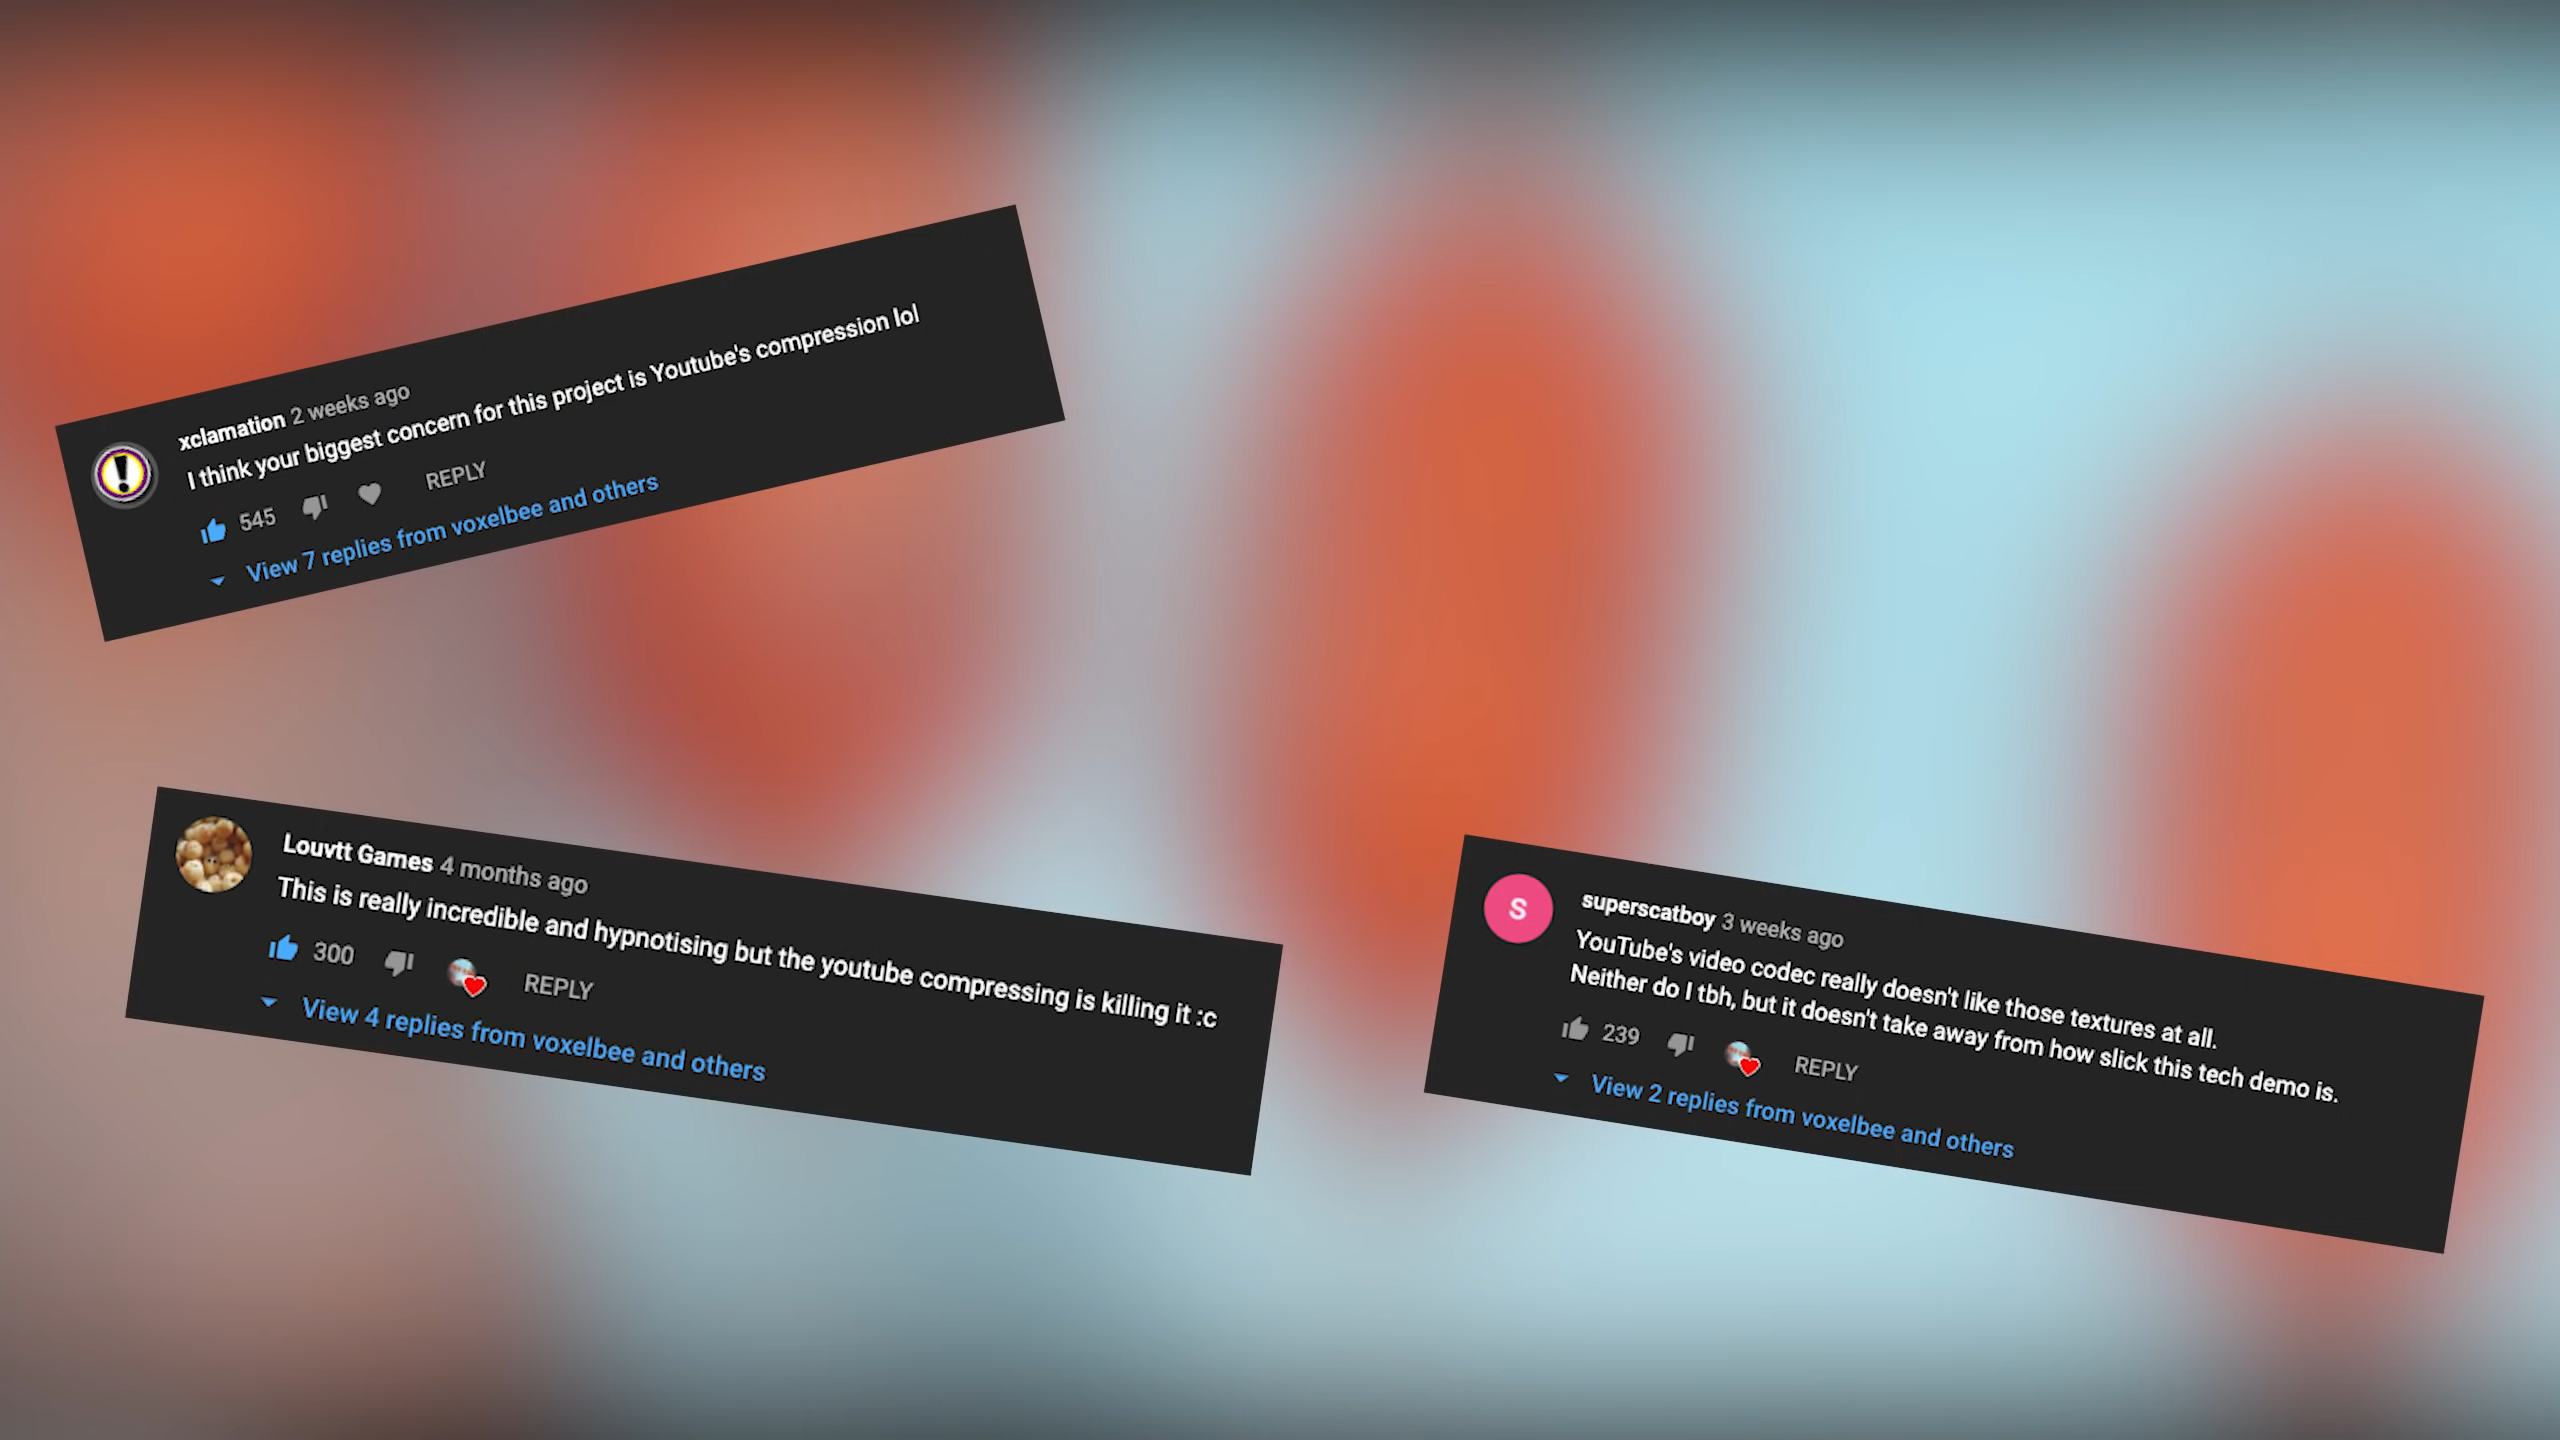 xclamation 2 weeks ago
I think your biggest concern for this project is Youtube's compression lol
545 REPLY
View 7 replies from voxelbee and others
Louvtt Games 4 months ago
This is really incredible and hypnotising but the youtube compressing is killing it :c
300 REPLY
View 4 replies from voxelbee and others
S
superscatboy 3 weeks ago
YouTube's video codec really doesn't like those textures at all.
Neither do I tbh, but it doesn't take away from how slick this tech demo is.
239 REPLY
View 2 replies from voxelbee and others